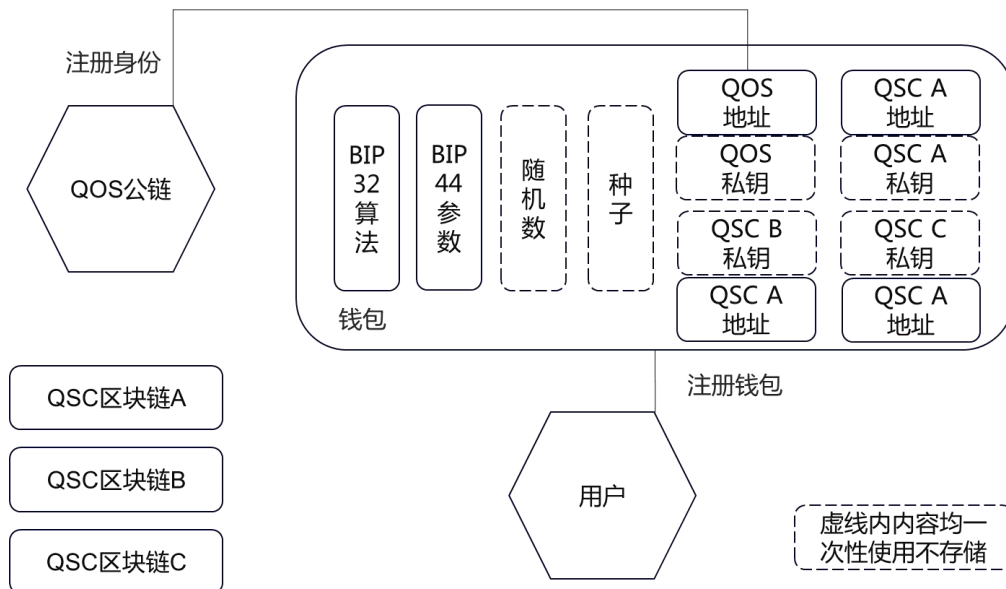 注册身份
QOS公链
BIP
32
算
法
BIP
44
参
数
随
机
数
种
子
QOS
地址
QSC A
地址
QOS
私钥
QSC A
私钥
QSC B
私钥
QSC C
私钥
QSC A
地址
QSC A
地址
钱包
注册钱包
QSC区块链A
QSC区块链B
QSC区块链C
用户
虚线内内容均一
次性使用不存储